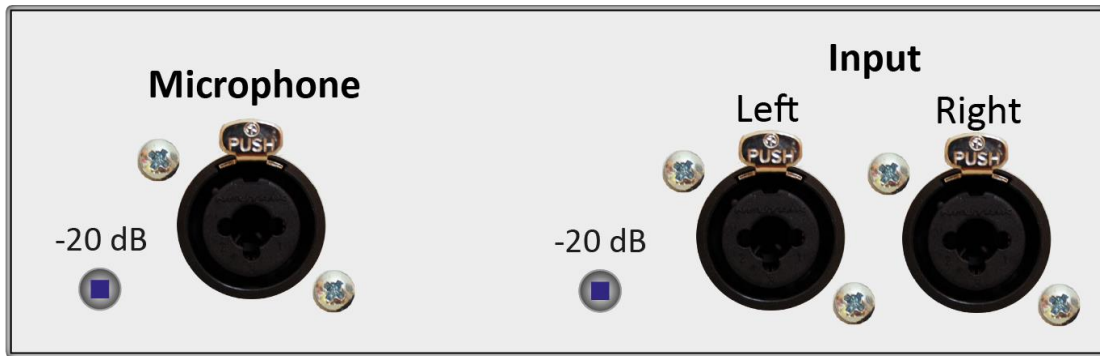 Microphone
PUSH
-20 dB
Input
Left
Right
PUSH
PUSH
-20 dB